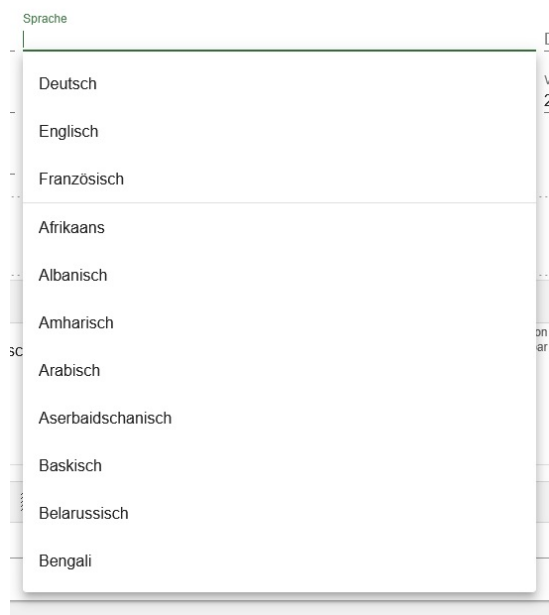 Sprache
Deutsch
Englisch
Französisch
Afrikaans
Albanisch
Amharisch
Arabisch
Aserbaidschanisch
Baskisch
Belarussisch
Bengali